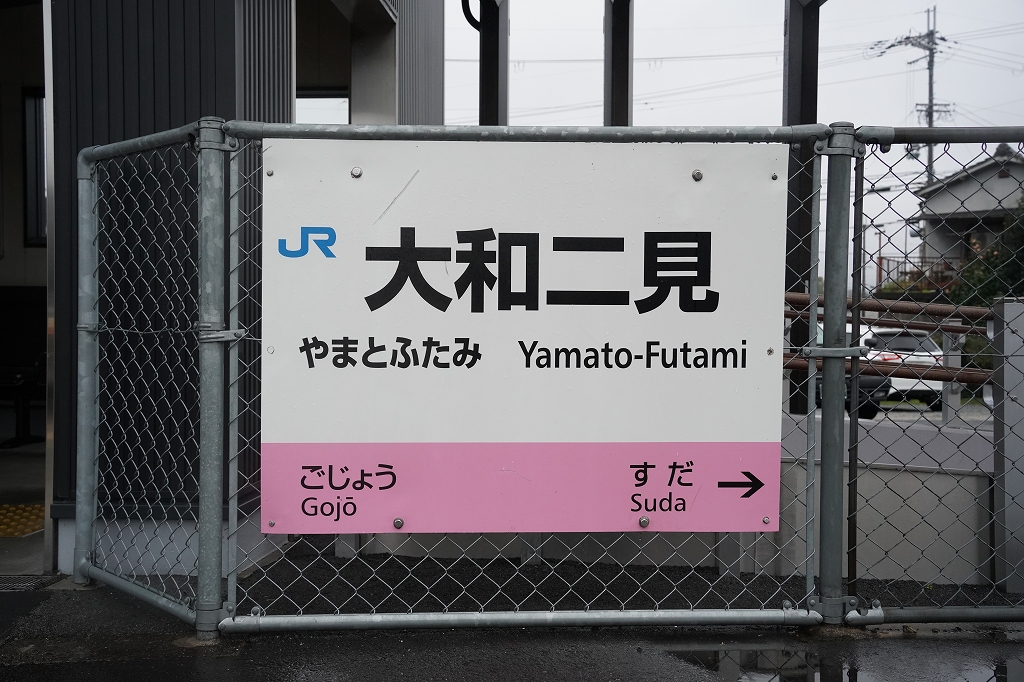 JR 大和二見
やまとふたみ Yamato-Futami
ごじょう すだ →
Gojō Suda